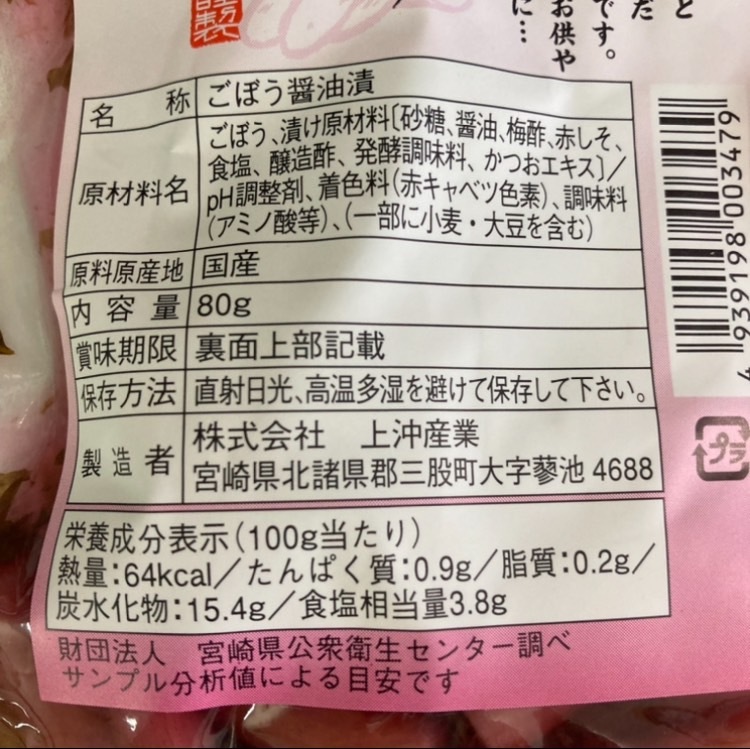 と
だ
です。
お供や
に…
名 称 ごぼう醤油漬
原材料名 ごぼう、漬け原材料〔砂糖、醤油、梅酢、赤しそ、
食塩、醸造酢、発酵調味料、かつおエキス〕／
pH調整剤、着色料(赤キャベツ色素)、調味料
(アミノ酸等)、(一部に小麦・大豆を含む)
原料原産地 国産
内容量 80g
賞味期限 裏面上部記載
保存方法 直射日光、高温多湿を避けて保存して下さい。
製造者 株式会社 上沖産業
宮崎県北諸県郡三股町大字蓼池 4688
栄養成分表示(100g当たり)
熱量:64kcal／たんぱく質:0.9g／脂質:0.2g／
炭水化物:15.4g／食塩相当量3.8g
財団法人 宮崎県公衆衛生センター調べ
サンプル分析値による目安です
4 939198 003479
プラ